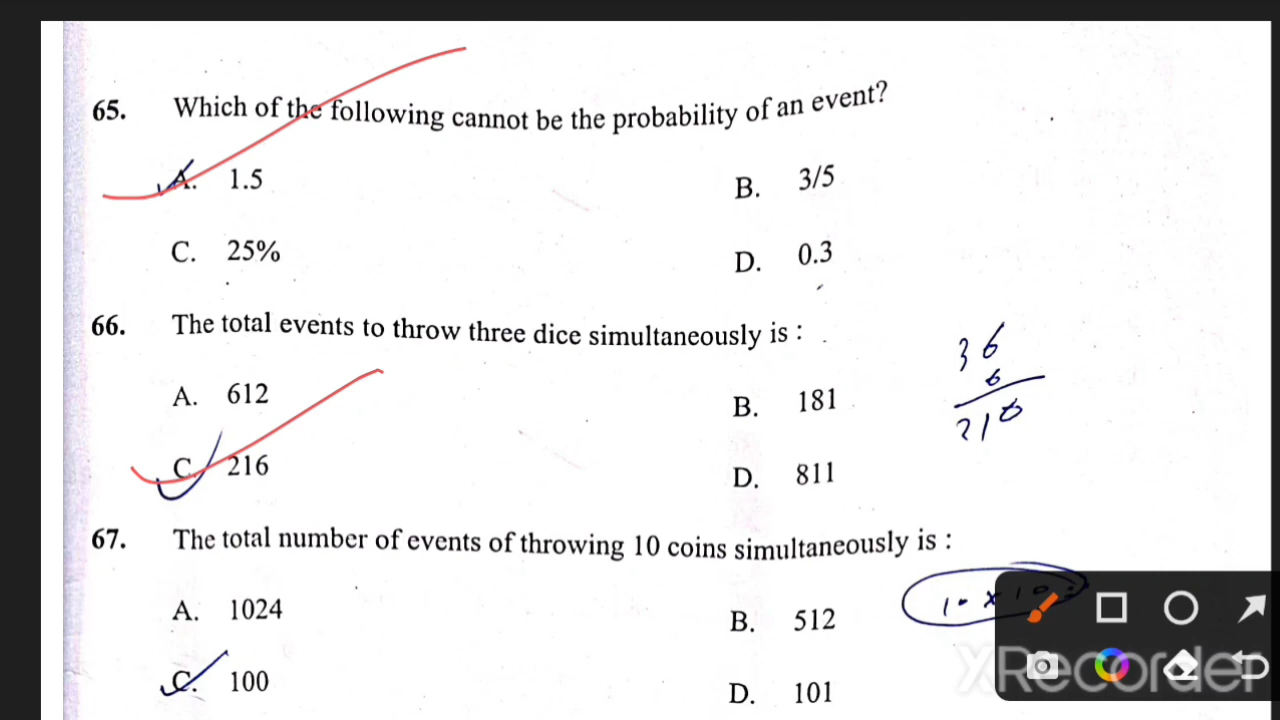 65. Which of the following cannot be the probability of an event?
A. 1.5
B. 3/5
C. 25%
D. 0.3
66. The total events to throw three dice simultaneously is :
36
6
216
A. 612
B. 181
C. 216
D. 811
67. The total number of events of throwing 10 coins simultaneously is :
10 x 10
A. 1024
B. 512
C. 100
D. 101
XRecorder